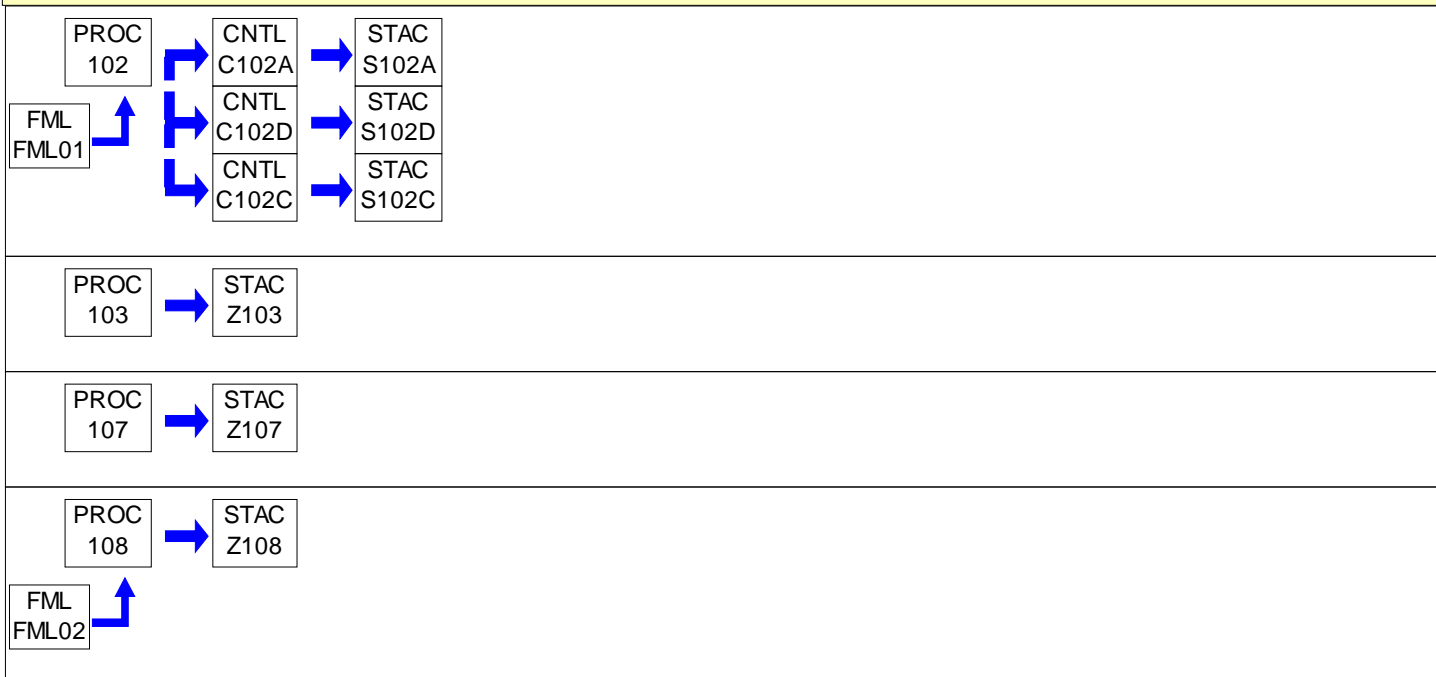 PROC
102
CNTL
C102A
STAC
S102A
FML
FML01
CNTL
C102D
STAC
S102D
CNTL
C102C
STAC
S102C
PROC
103
STAC
Z103
PROC
107
STAC
Z107
PROC
108
STAC
Z108
FML
FML02